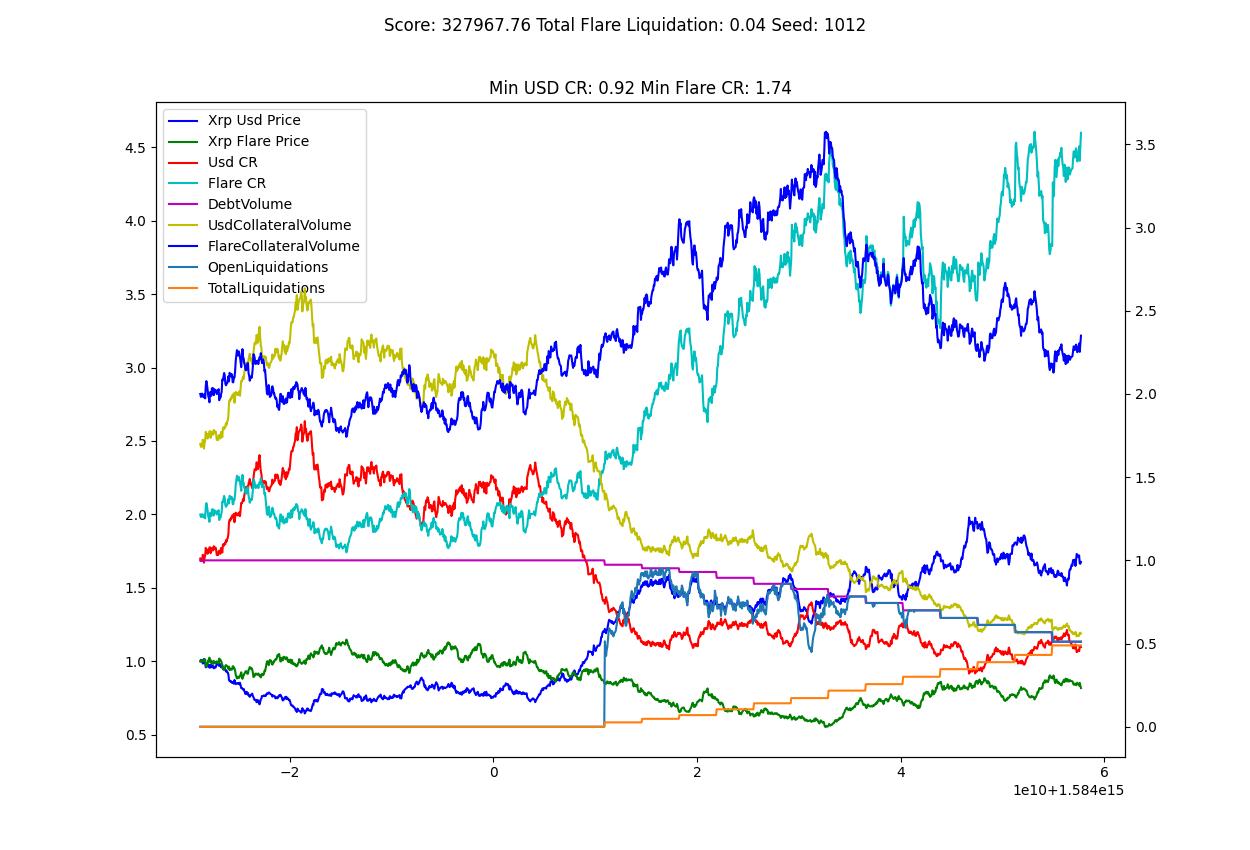 Score: 327967.76 Total Flare Liquidation: 0.04 Seed: 1012
Min USD CR: 0.92 Min Flare CR: 1.74
Xrp Usd Price
Xrp Flare Price
Usd CR
Flare CR
DebtVolume
UsdCollateralVolume
FlareCollateralVolume
OpenLiquidations
TotalLiquidations
4.5
4.0
3.5
3.0
2.5
2.0
1.5
1.0
0.5
3.5
3.0
2.5
2.0
1.5
1.0
0.5
0.0
−2 0 2 4 6
1e10+1.584e15